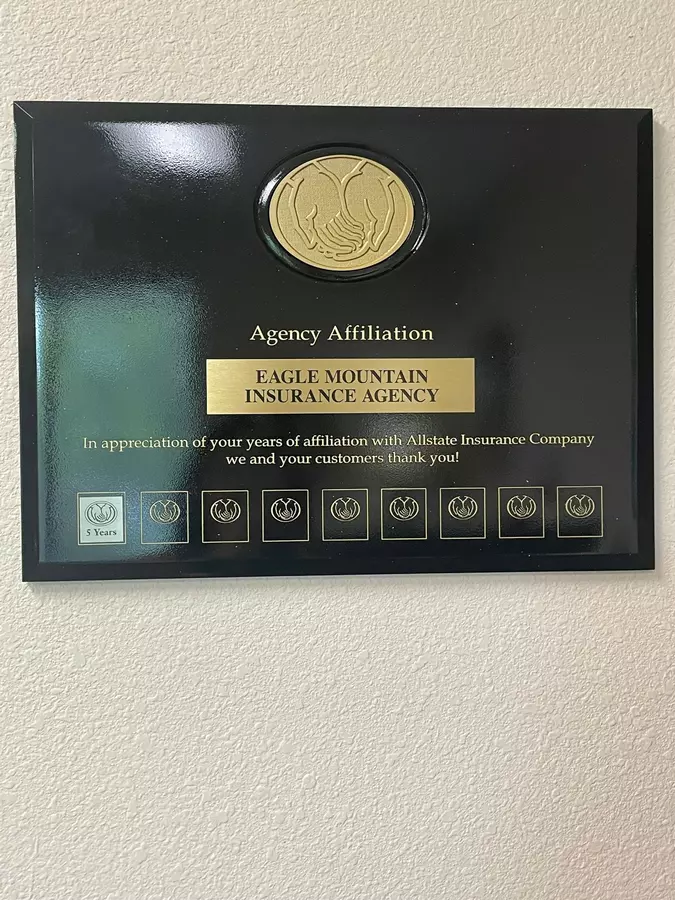 Agency Affiliation
EAGLE MOUNTAIN
INSURANCE AGENCY
In appreciation of your years of affiliation with Allstate Insurance Company
we and your customers thank you!
5 Years